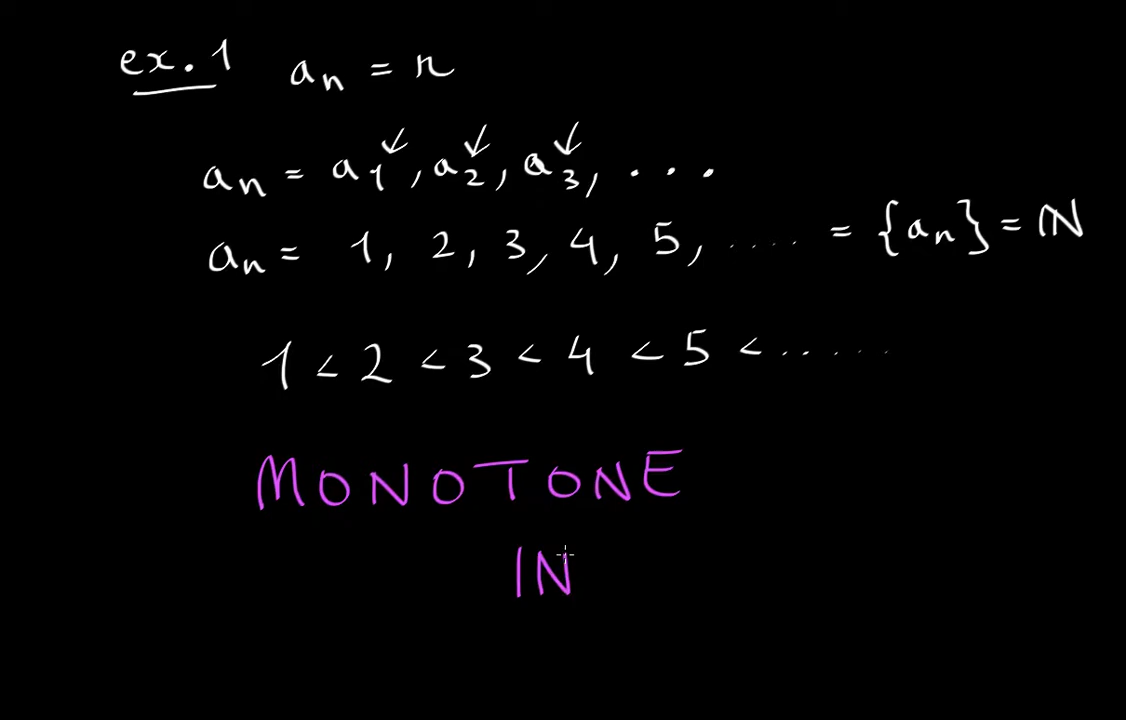 ex. 1 aₙ = n
aₙ = a₁, a₂, a₃, . . .
aₙ = 1, 2, 3, 4, 5, ..... = {aₙ} = ℕ
1 < 2 < 3 < 4 < 5 < ......
MONOTONE
IN